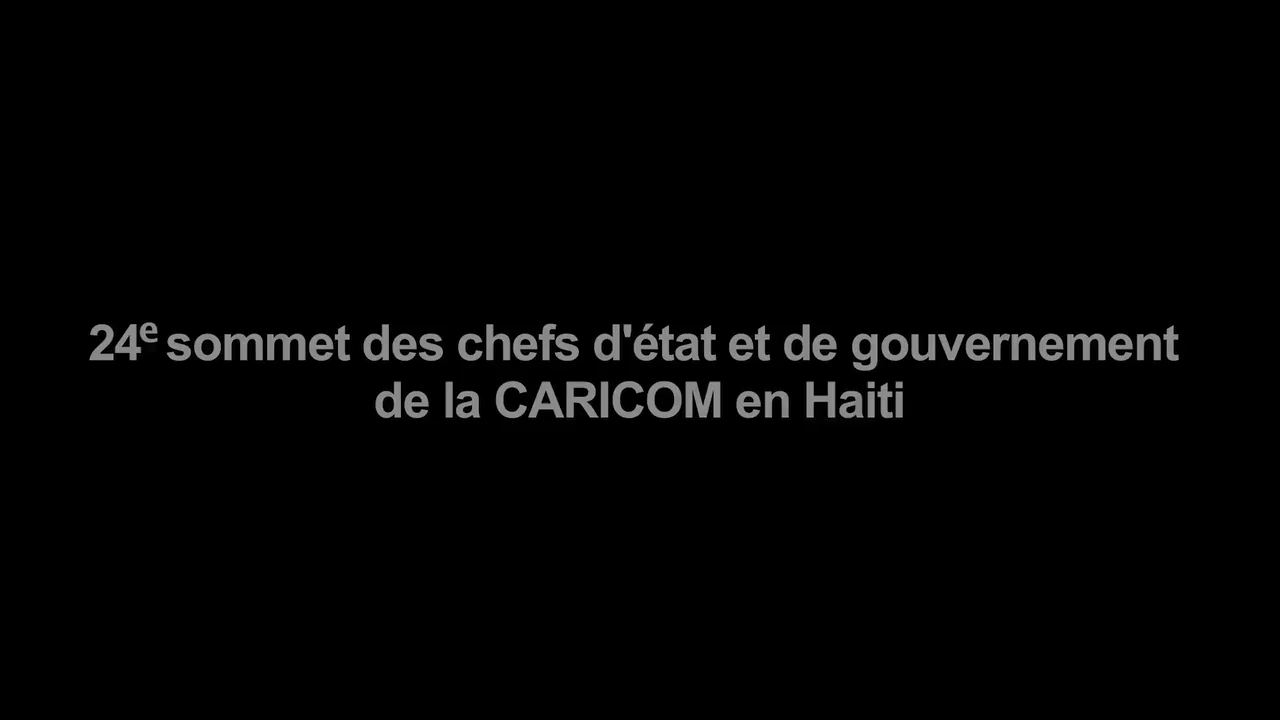 24e sommet des chefs d'état et de gouvernement
de la CARICOM en Haiti